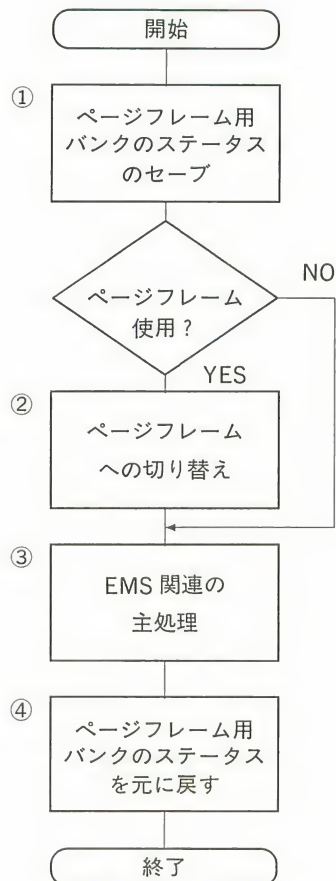 開始
①
ページフレーム用
バンクのステータス
のセーブ
ページフレーム
使用?
NO
YES
②
ページフレーム
への切り替え
③
EMS 関連の
主処理
④
ページフレーム用
バンクのステータス
を元に戻す
終了